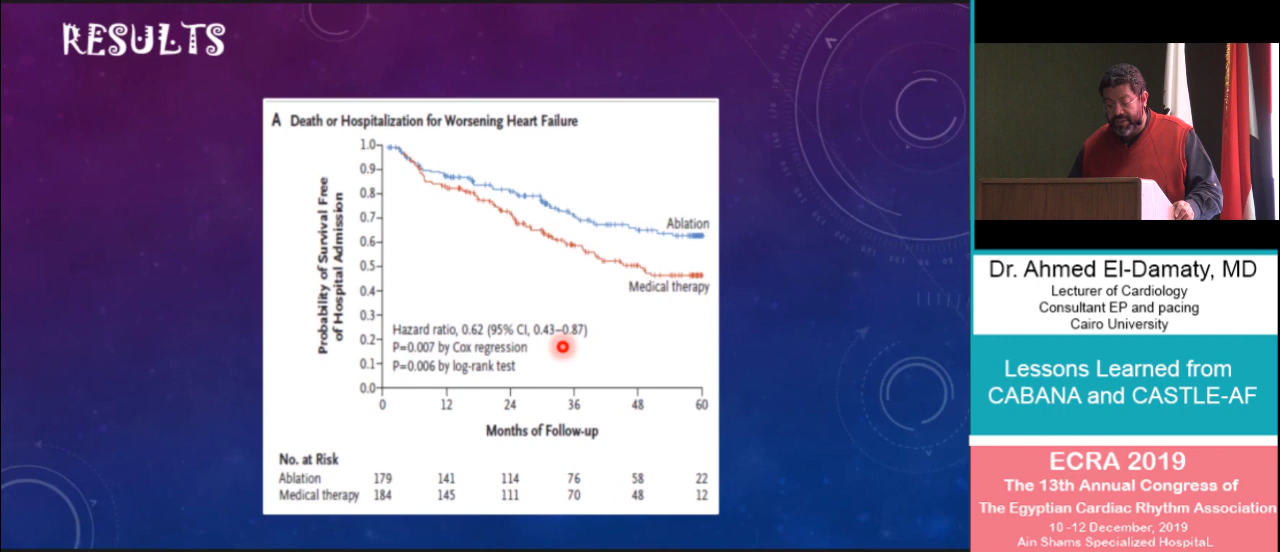 RESULTS
A Death or Hospitalization for Worsening Heart Failure
Probability of Survival Free
of Hospital Admission
1.0
0.9
0.8
0.7
0.6
0.5
0.4
0.3
0.2
0.1
0.0
Ablation
Medical therapy
Hazard ratio, 0.62 (95% CI, 0.43–0.87)
P=0.007 by Cox regression
P=0.006 by log-rank test
0 12 24 36 48 60
Months of Follow-up
No. at Risk
Ablation 179 141 114 76 58 22
Medical therapy 184 145 111 70 48 12
Dr. Ahmed El-Damaty, MD
Lecturer of Cardiology
Consultant EP and pacing
Cairo University
Lessons Learned from
CABANA and CASTLE-AF
ECRA 2019
The 13th Annual Congress of
The Egyptian Cardiac Rhythm Association
10 -12 December, 2019
Ain Shams Specialized HospitaL